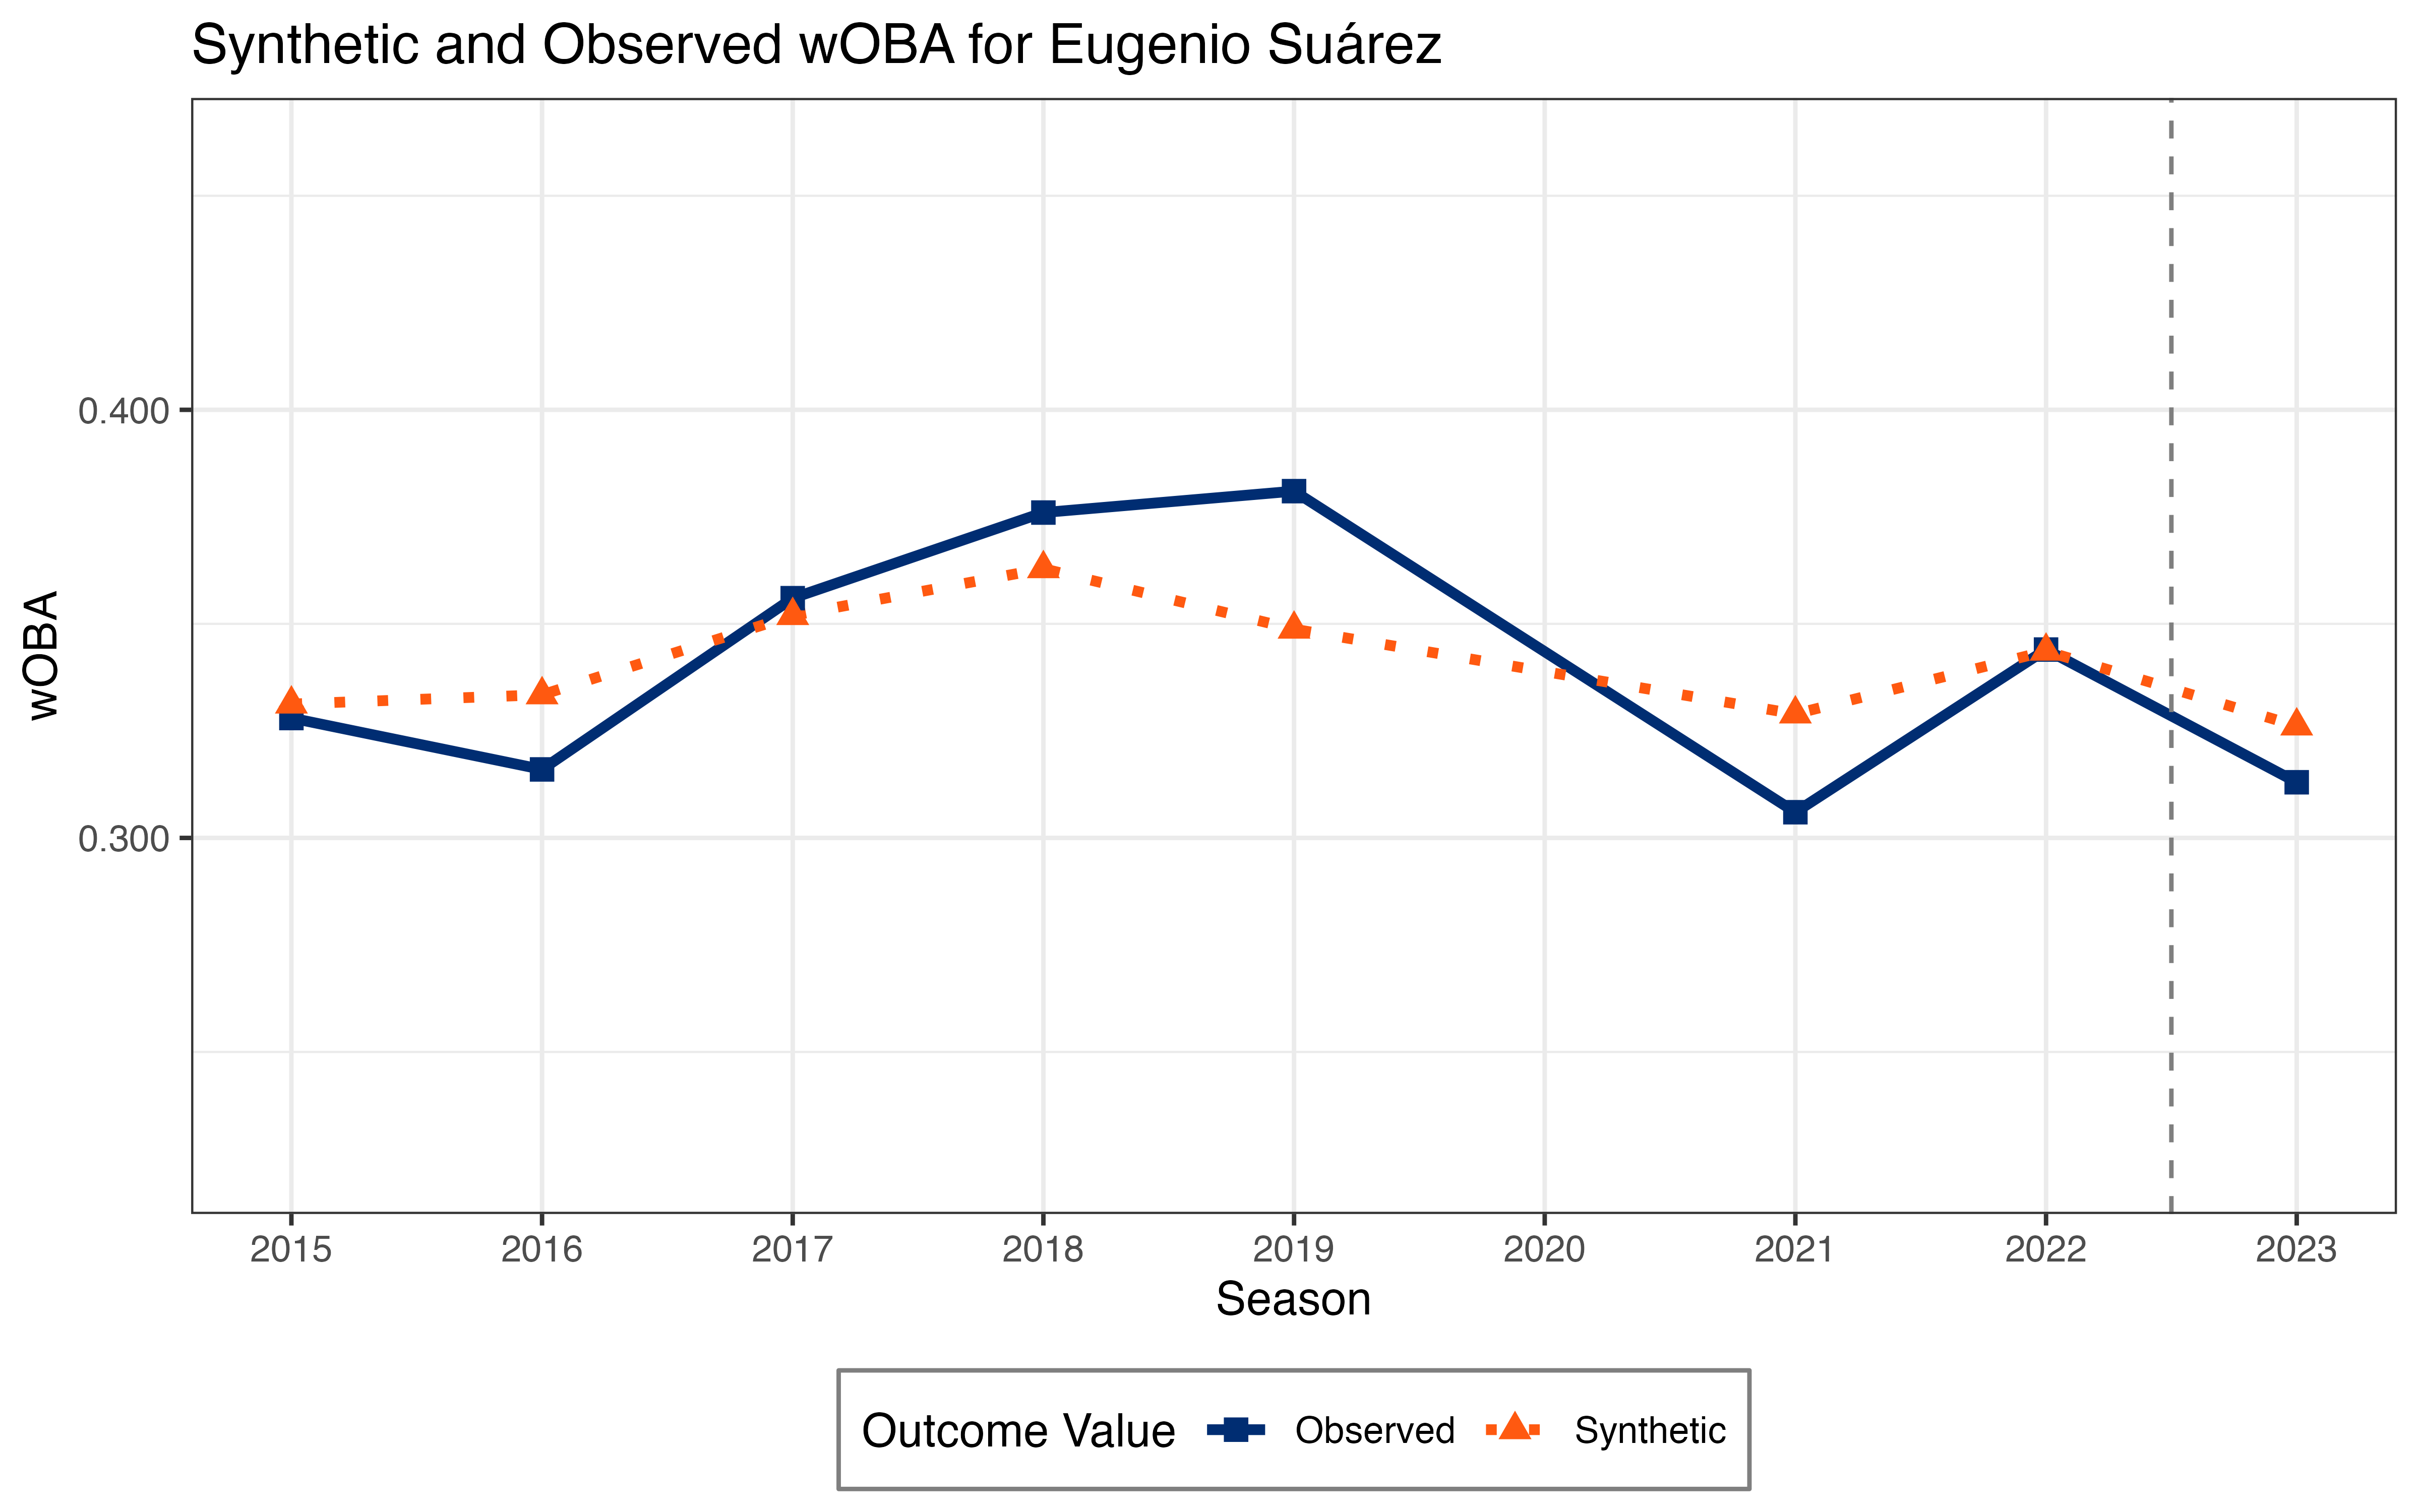 Synthetic and Observed wOBA for Eugenio Suárez
wOBA
0.400
0.300
2015 2016 2017 2018 2019 2020 2021 2022 2023
Season
Outcome Value Observed Synthetic